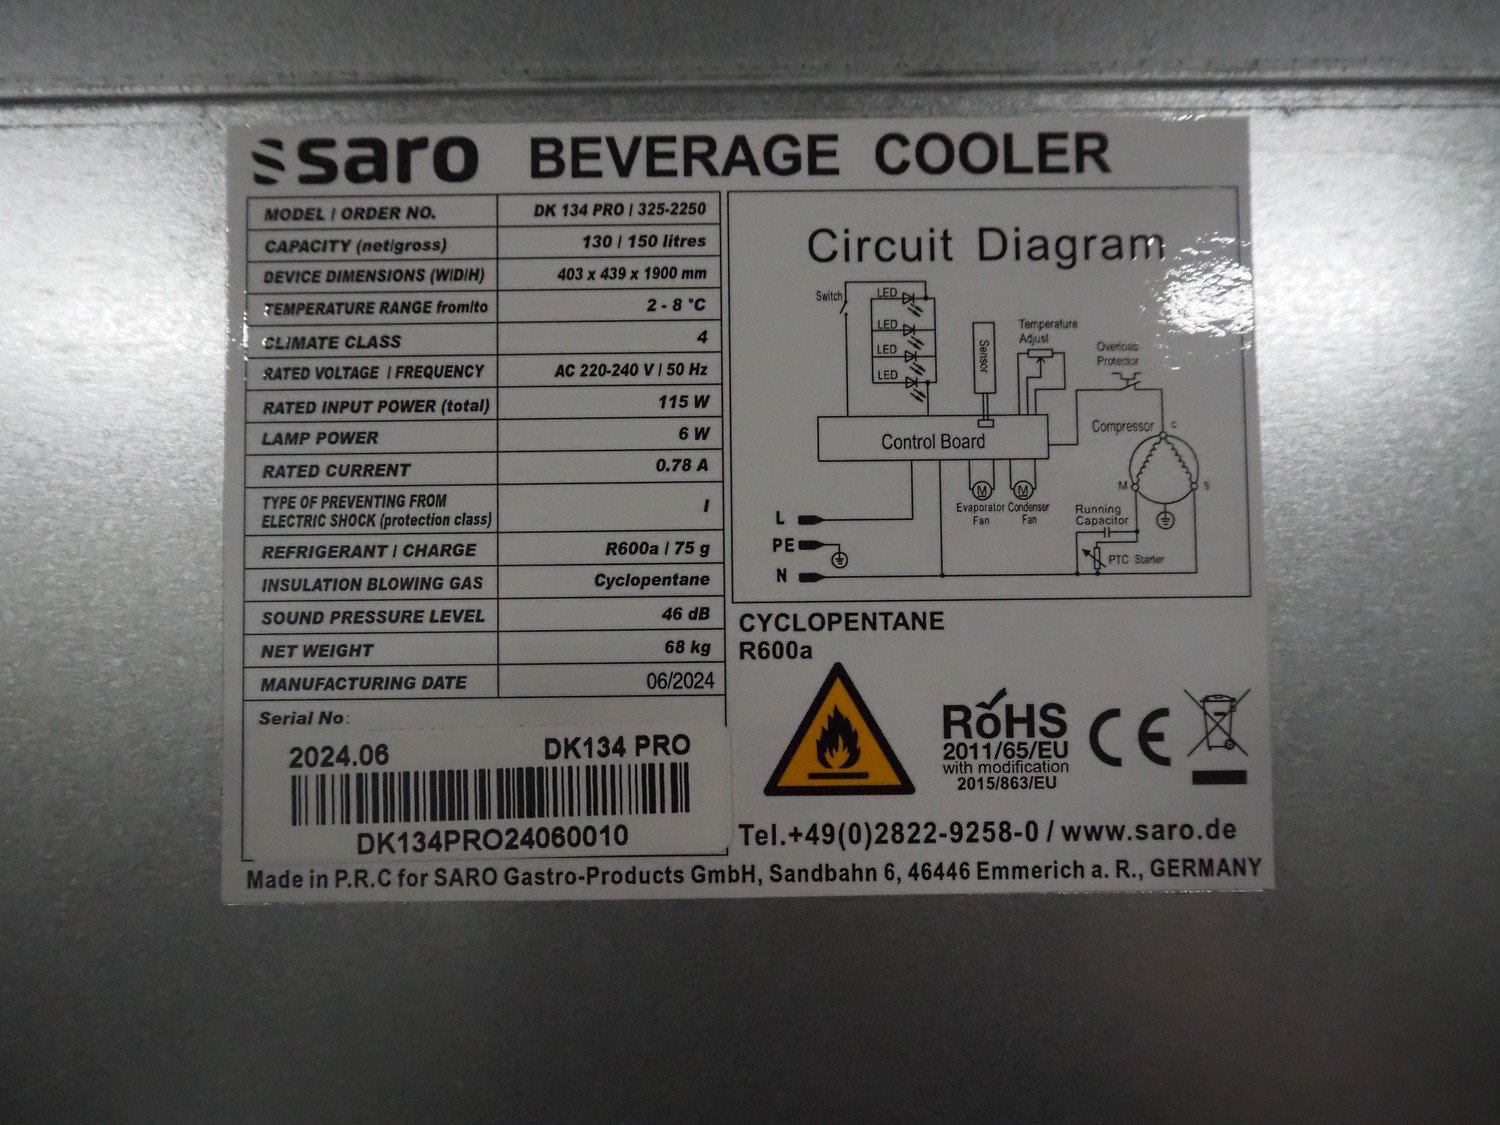 saro BEVERAGE COOLER
MODEL / ORDER NO. DK 134 PRO / 325-2250
CAPACITY (net/gross) 130 / 150 litres
DEVICE DIMENSIONS (W/D/H) 403 x 439 x 1900 mm
TEMPERATURE RANGE from/to 2 - 8 °C
CLIMATE CLASS 4
RATED VOLTAGE / FREQUENCY AC 220-240 V / 50 Hz
RATED INPUT POWER (total) 115 W
LAMP POWER 6 W
RATED CURRENT 0.78 A
TYPE OF PREVENTING FROM
ELECTRIC SHOCK (protection class) I
REFRIGERANT / CHARGE R600a / 75 g
INSULATION BLOWING GAS Cyclopentane
SOUND PRESSURE LEVEL 46 dB
NET WEIGHT 68 kg
MANUFACTURING DATE 06/2024
Serial No:
2024.06 DK134 PRO
DK134PRO24060010
Circuit Diagram
Switch
LED
LED
LED
LED
Sensor
Temperature
Adjust
Overload
Protector
Control Board
Compressor
C
M
S
M
M
Evaporator
Fan
Condenser
Fan
Running
Capacitor
PTC Starter
L
PE
N
CYCLOPENTANE
R600a
RoHS
2011/65/EU
with modification
2015/863/EU
CE
Tel.+49(0)2822-9258-0 / www.saro.de
Made in P.R.C for SARO Gastro-Products GmbH, Sandbahn 6, 46446 Emmerich a. R., GERMANY